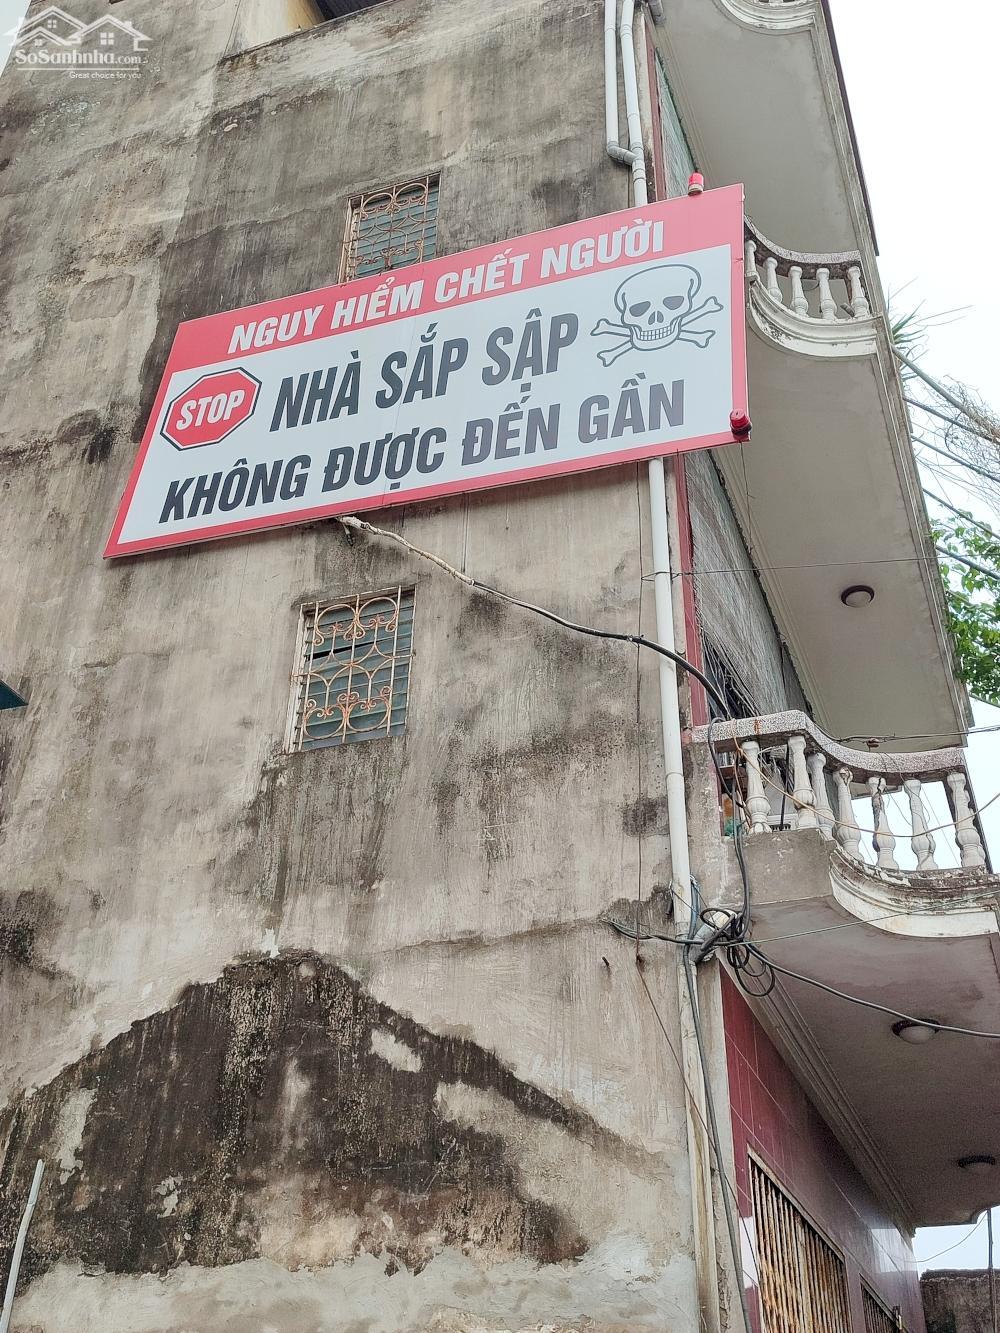 SoSanhnha.com
Great choice for you
NGUY HIỂM CHẾT NGƯỜI
STOP
NHÀ SẮP SẬP
KHÔNG ĐƯỢC ĐẾN GẦN